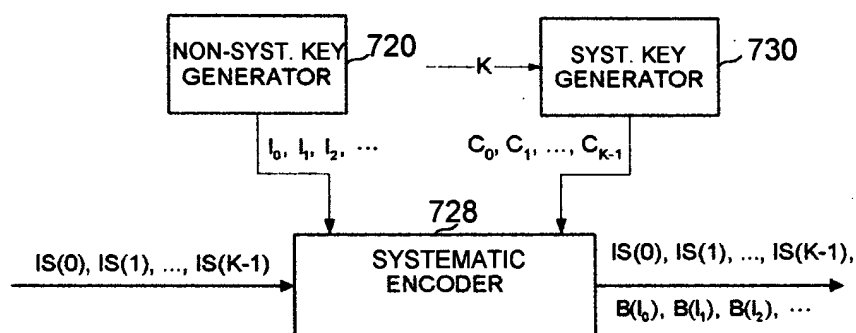 NON-SYST. KEY
GENERATOR
720
K
SYST. KEY
GENERATOR
730
I₀, I₁, I₂, ...
C₀, C₁, ..., C_{K-1}
728
IS(0), IS(1), ..., IS(K-1)
SYSTEMATIC
ENCODER
IS(0), IS(1), ..., IS(K-1),
B(I₀), B(I₁), B(I₂), ...